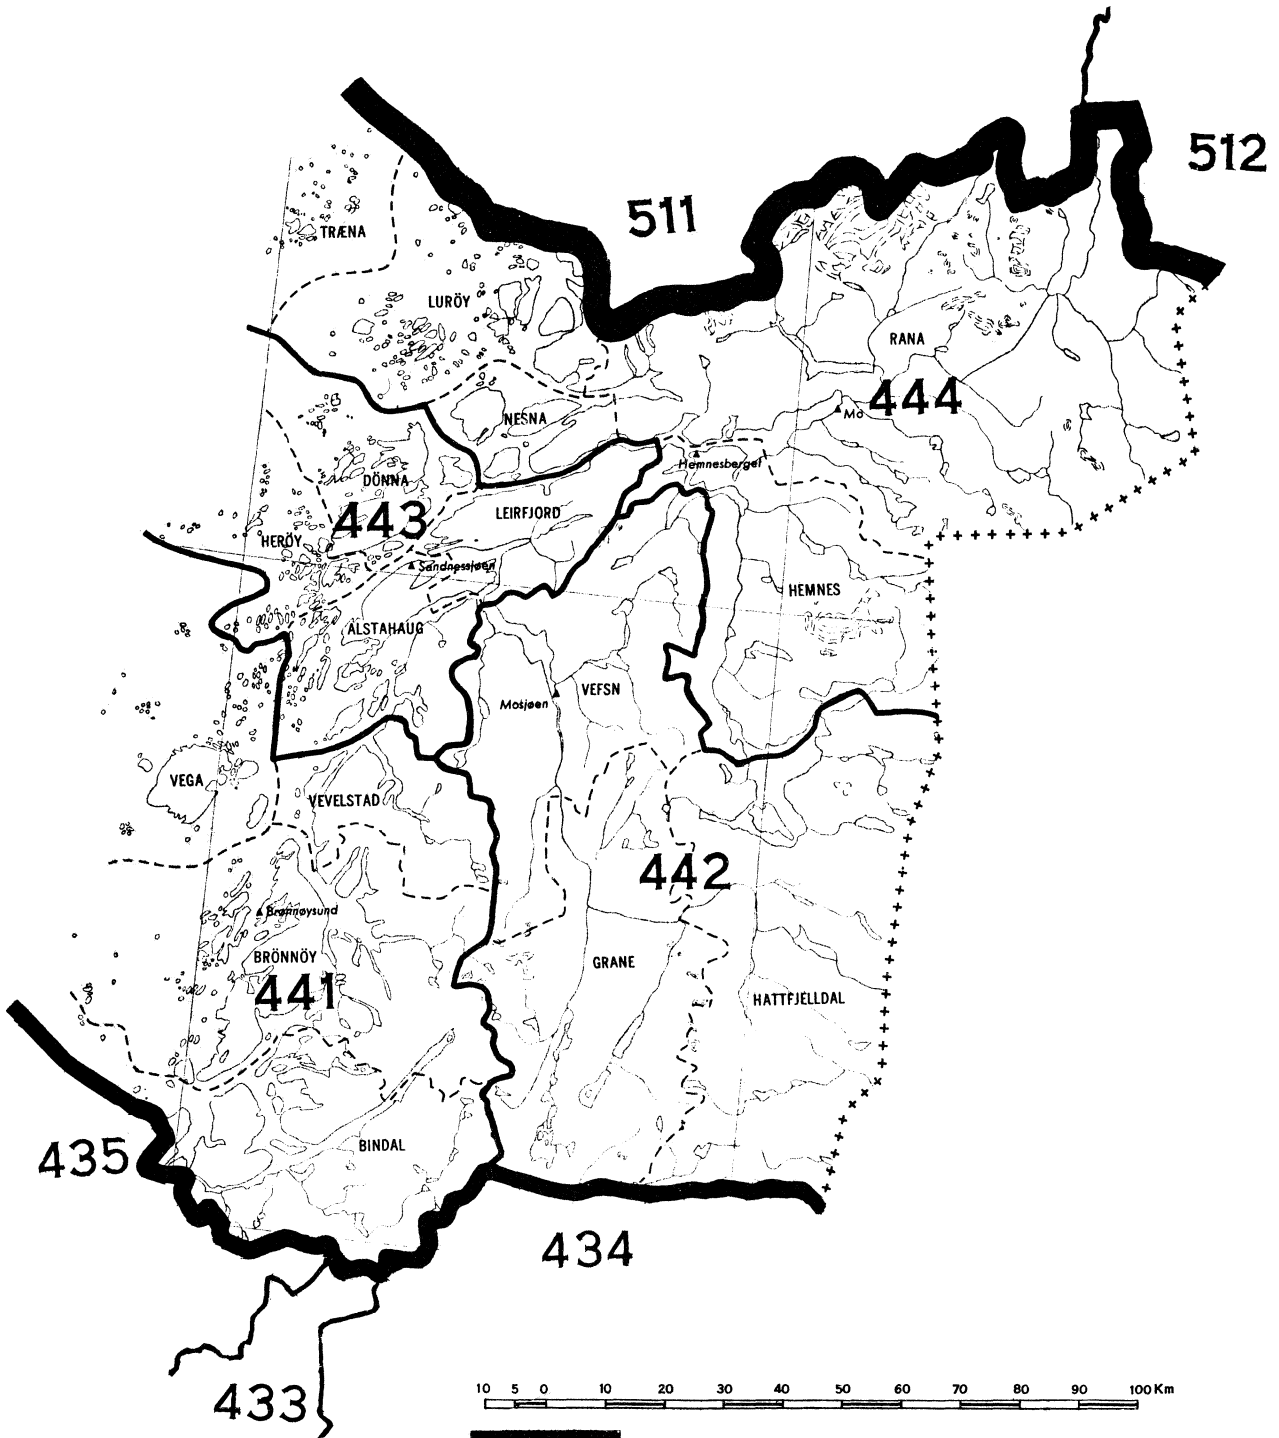 512
511
TRÆNA
LURÖY
RANA
444
Mo
NESNA
Hemnesberget
DÖNNA
443
LEIRFJORD
HERÖY
Sandnessjøen
HEMNES
ALSTAHAUG
VEFSN
Mosjøen
VEGA
VEVELSTAD
442
Brønnøysund
BRÖNNÖY
GRANE
441
HATTFJELLDAL
BINDAL
435
434
433
10 5 0 10 20 30 40 50 60 70 80 90 100 Km